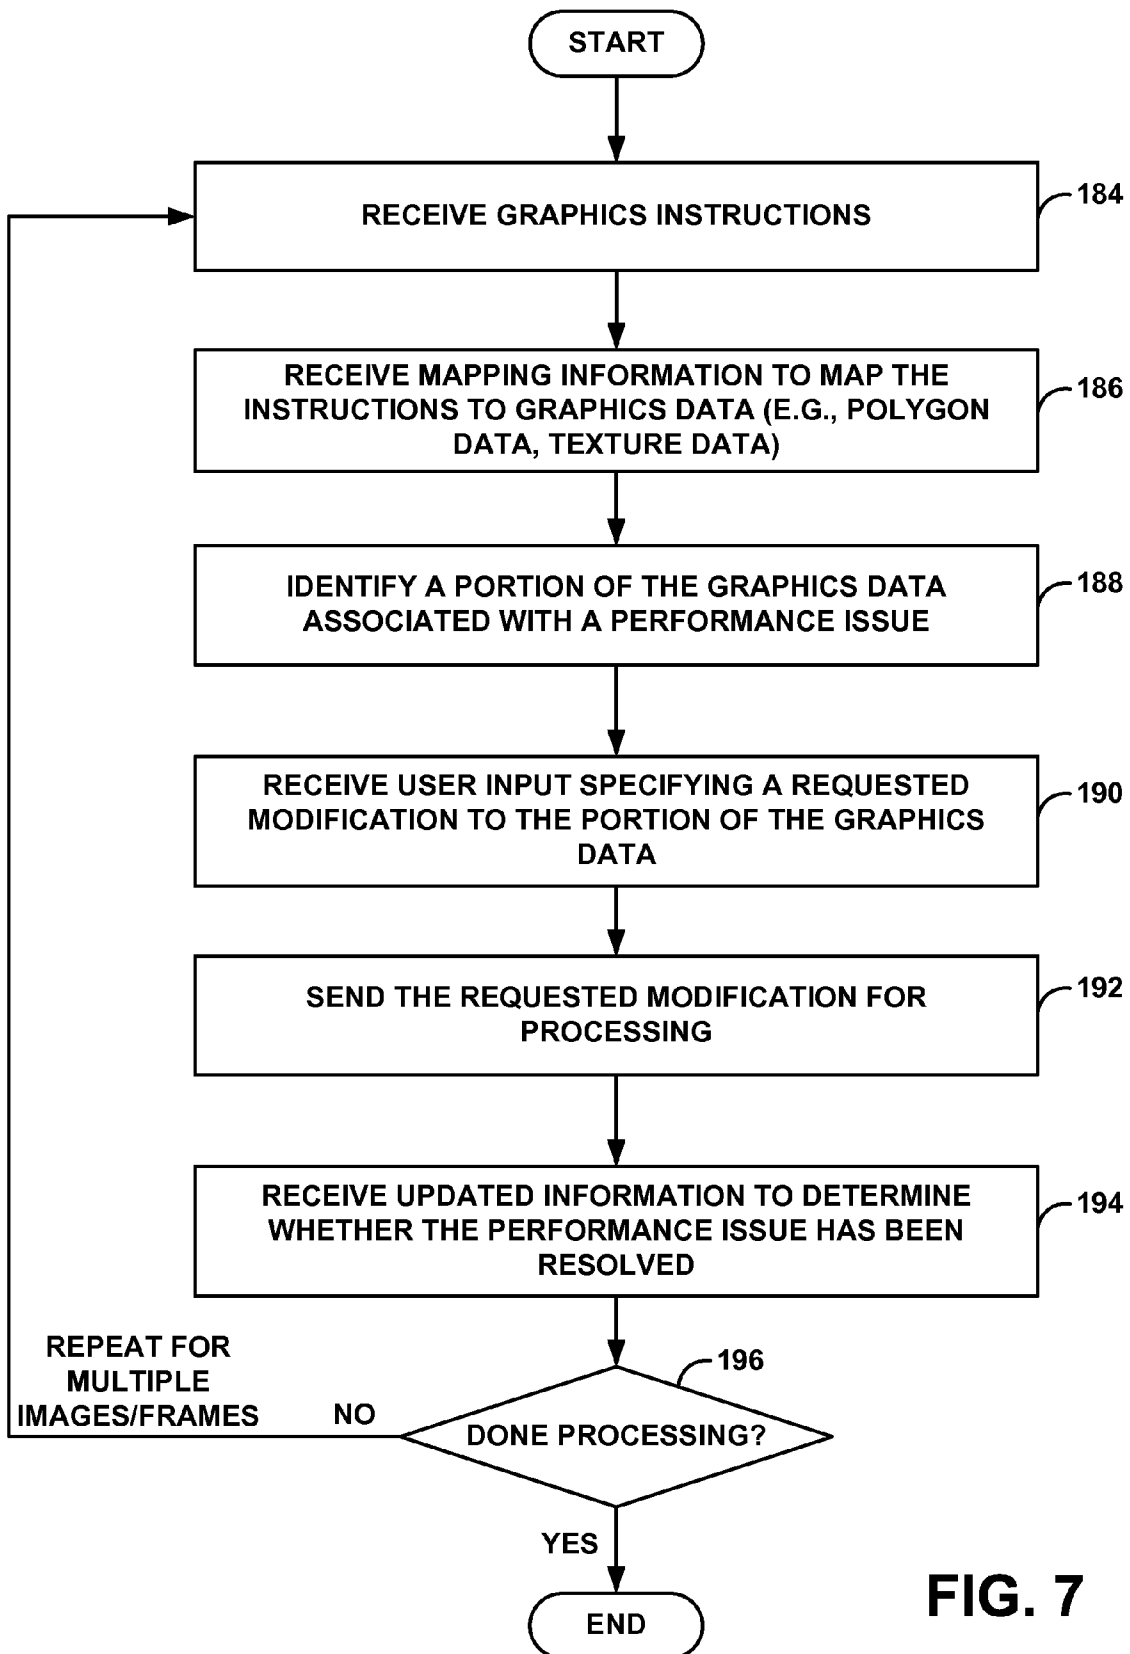 START
RECEIVE GRAPHICS INSTRUCTIONS
184
RECEIVE MAPPING INFORMATION TO MAP THE
INSTRUCTIONS TO GRAPHICS DATA (E.G., POLYGON
DATA, TEXTURE DATA)
186
IDENTIFY A PORTION OF THE GRAPHICS DATA
ASSOCIATED WITH A PERFORMANCE ISSUE
188
RECEIVE USER INPUT SPECIFYING A REQUESTED
MODIFICATION TO THE PORTION OF THE GRAPHICS
DATA
190
SEND THE REQUESTED MODIFICATION FOR
PROCESSING
192
RECEIVE UPDATED INFORMATION TO DETERMINE
WHETHER THE PERFORMANCE ISSUE HAS BEEN
RESOLVED
194
REPEAT FOR
MULTIPLE
IMAGES/FRAMES
NO
196
DONE PROCESSING?
YES
END
FIG. 7